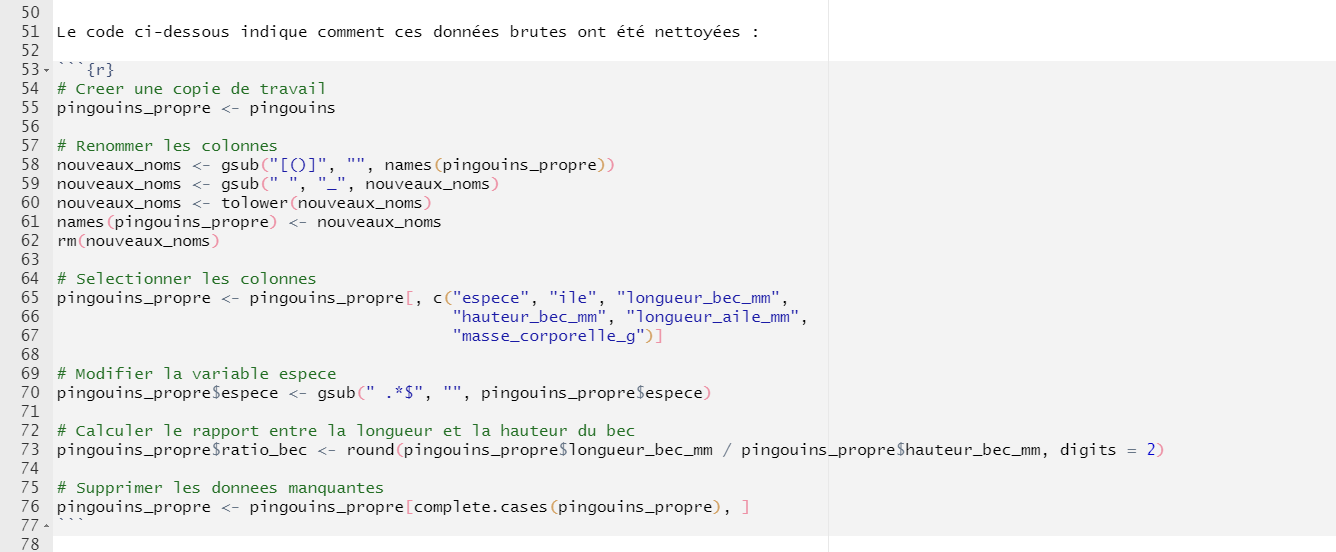 50
51 Le code ci-dessous indique comment ces données brutes ont été nettoyées :
52
53 ```{r}
54 # Creer une copie de travail
55 pingouins_propre <- pingouins
56
57 # Renommer les colonnes
58 nouveaux_noms <- gsub("[()]", "", names(pingouins_propre))
59 nouveaux_noms <- gsub(" ", "_", nouveaux_noms)
60 nouveaux_noms <- tolower(nouveaux_noms)
61 names(pingouins_propre) <- nouveaux_noms
62 rm(nouveaux_noms)
63
64 # Selectionner les colonnes
65 pingouins_propre <- pingouins_propre[, c("espece", "ile", "longueur_bec_mm",
66 "hauteur_bec_mm", "longueur_aile_mm",
67 "masse_corporelle_g")]
68
69 # Modifier la variable espece
70 pingouins_propre$espece <- gsub(" .*$", "", pingouins_propre$espece)
71
72 # Calculer le rapport entre la longueur et la hauteur du bec
73 pingouins_propre$ratio_bec <- round(pingouins_propre$longueur_bec_mm / pingouins_propre$hauteur_bec_mm, digits = 2)
74
75 # Supprimer les donnees manquantes
76 pingouins_propre <- pingouins_propre[complete.cases(pingouins_propre), ]
77 ```
78